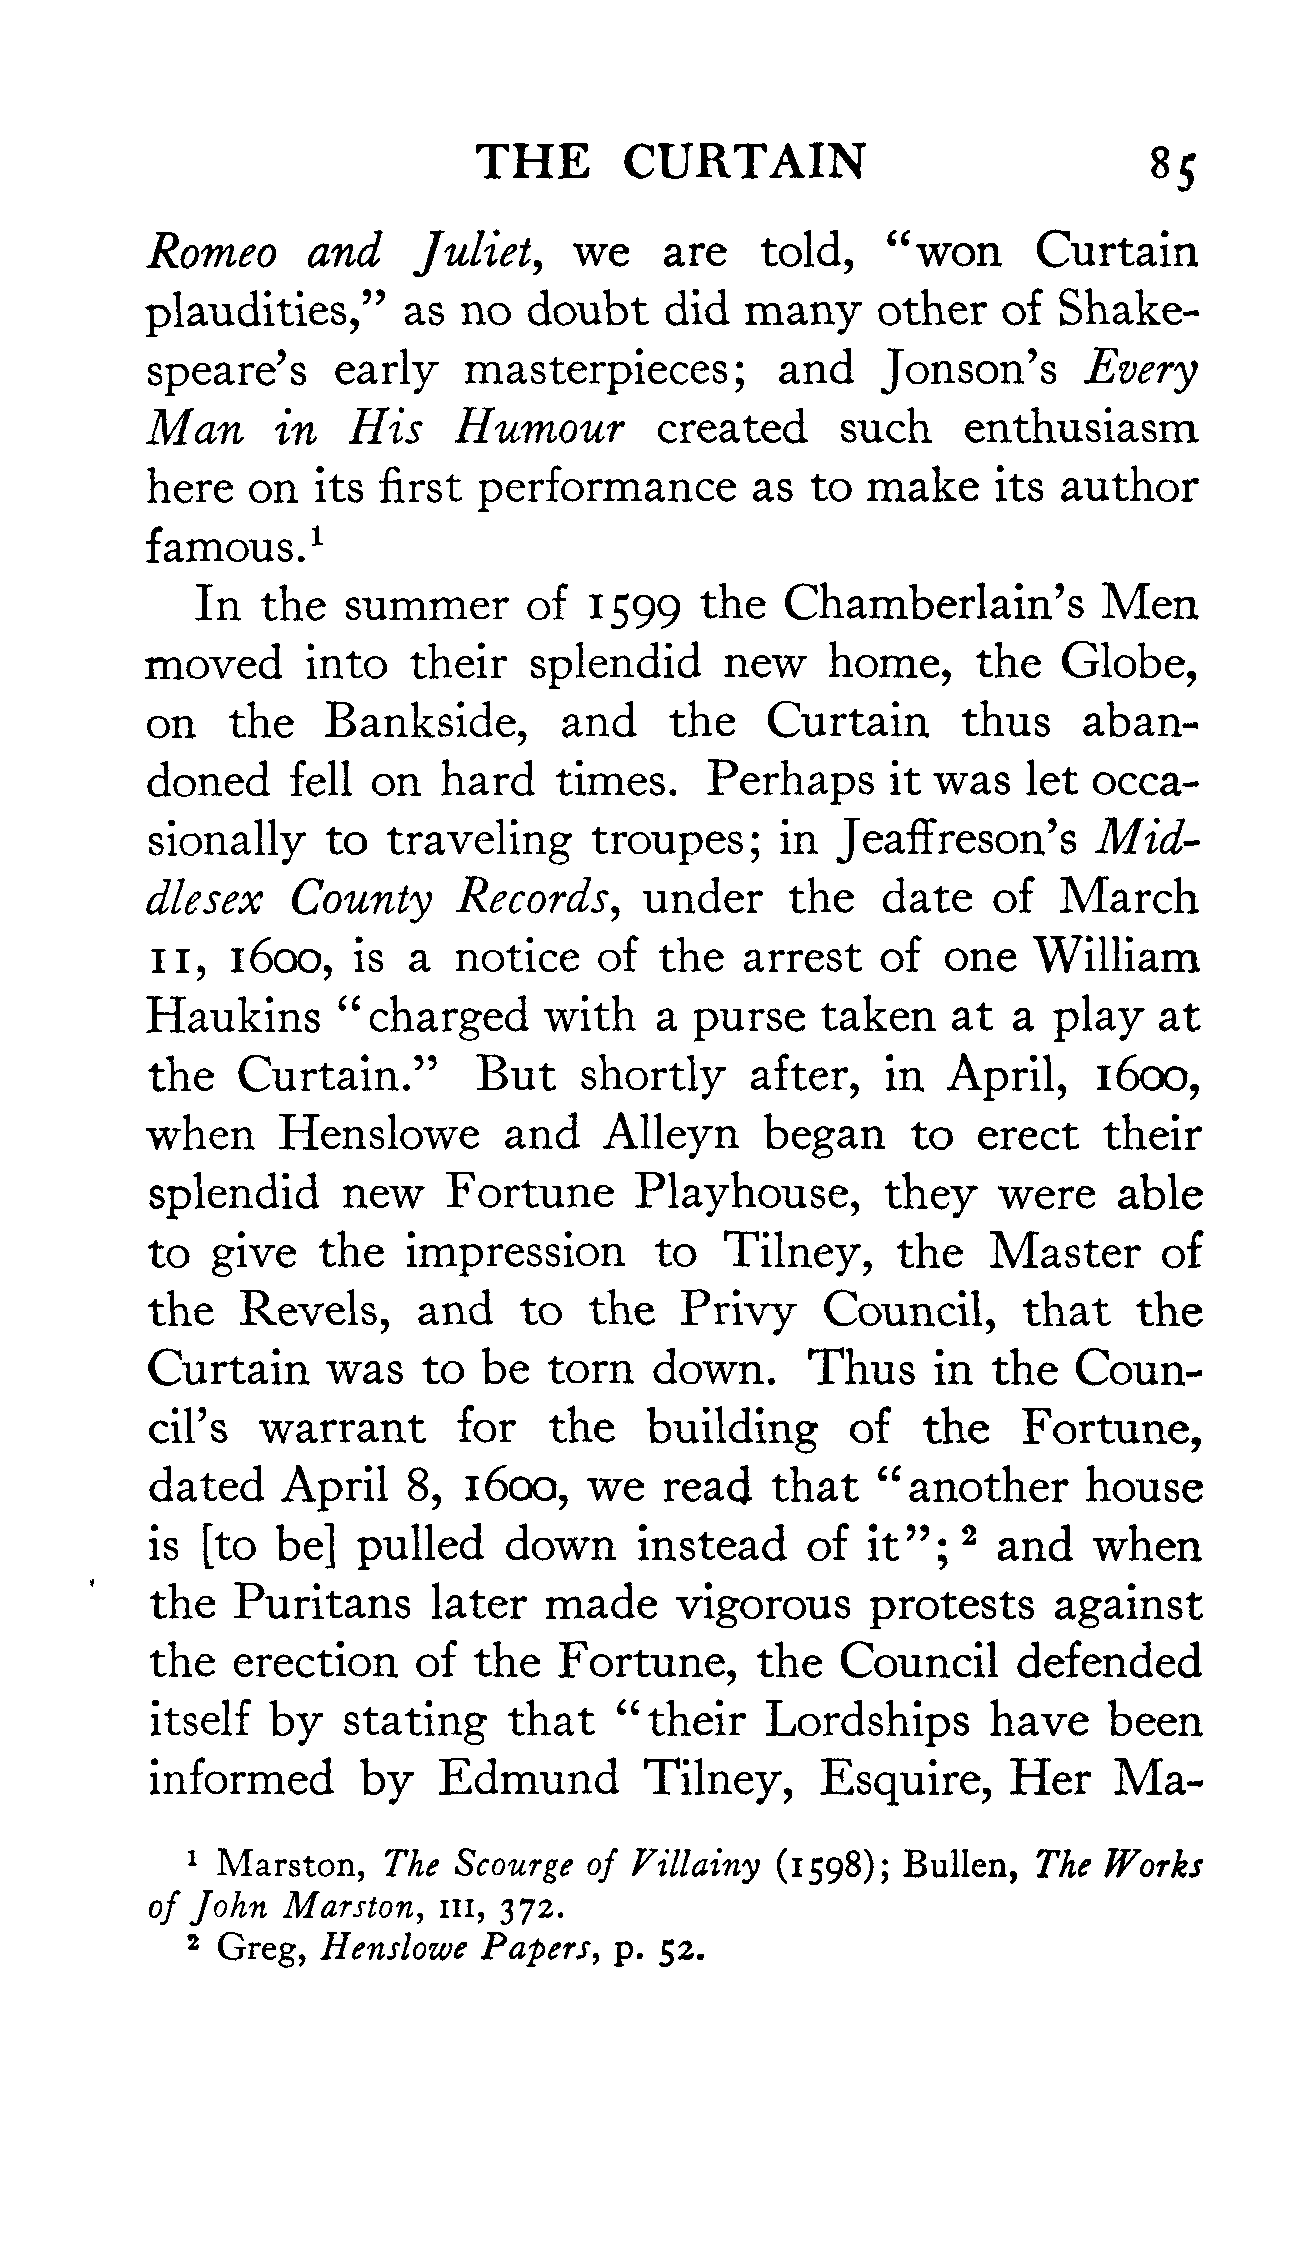 THE CURTAIN 85
Romeo and Juliet, we are told, “won Curtain
plaudities,” as no doubt did many other of Shake-
speare’s early masterpieces; and Jonson’s Every
Man in His Humour created such enthusiasm
here on its first performance as to make its author
famous.¹
In the summer of 1599 the Chamberlain’s Men
moved into their splendid new home, the Globe,
on the Bankside, and the Curtain thus aban-
doned fell on hard times. Perhaps it was let occa-
sionally to traveling troupes; in Jeaffreson’s Mid-
dlesex County Records, under the date of March
11, 1600, is a notice of the arrest of one William
Haukins “charged with a purse taken at a play at
the Curtain.” But shortly after, in April, 1600,
when Henslowe and Alleyn began to erect their
splendid new Fortune Playhouse, they were able
to give the impression to Tilney, the Master of
the Revels, and to the Privy Council, that the
Curtain was to be torn down. Thus in the Coun-
cil’s warrant for the building of the Fortune,
dated April 8, 1600, we read that “another house
is [to be] pulled down instead of it”;² and when
the Puritans later made vigorous protests against
the erection of the Fortune, the Council defended
itself by stating that “their Lordships have been
informed by Edmund Tilney, Esquire, Her Ma-
¹ Marston, The Scourge of Villainy (1598); Bullen, The Works
of John Marston, III, 372.
² Greg, Henslowe Papers, p. 52.